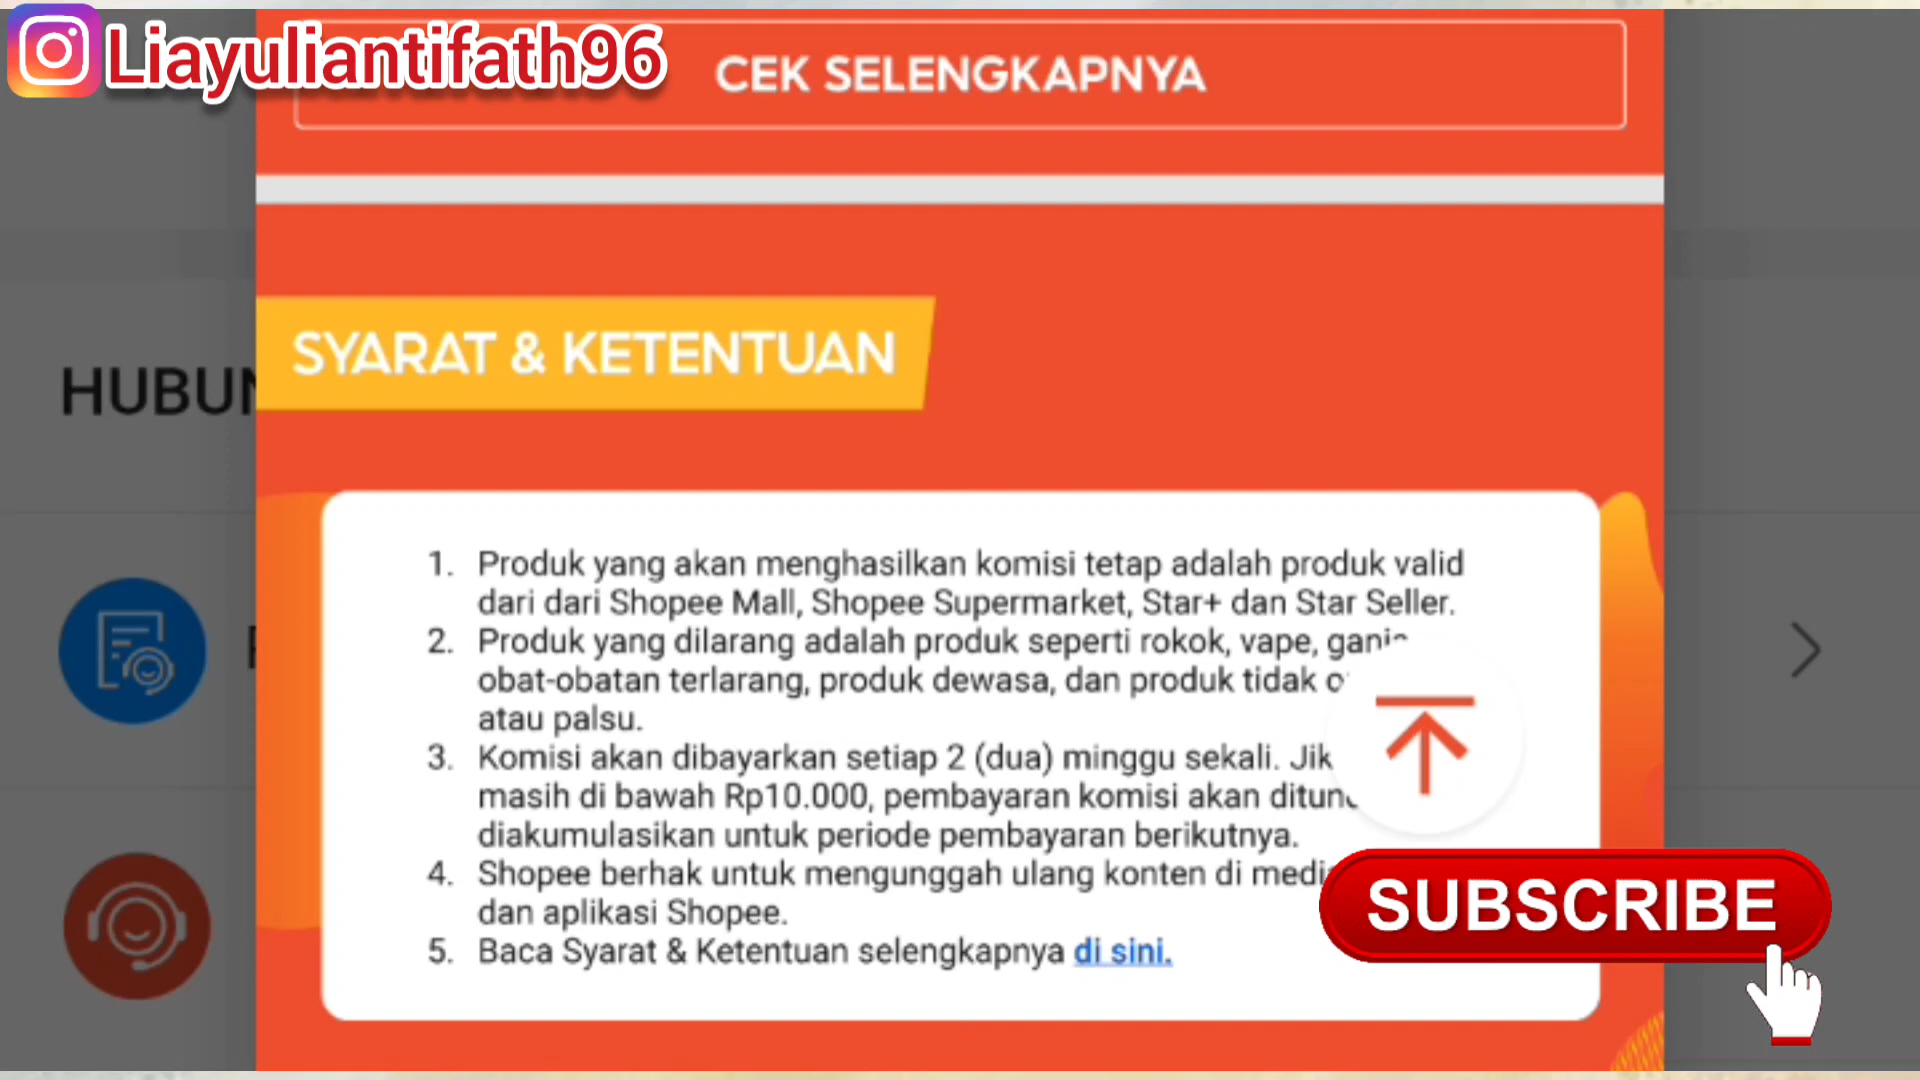 Liayuliantifath96
CEK SELENGKAPNYA
SYARAT & KETENTUAN
HUBUN
1. Produk yang akan menghasilkan komisi tetap adalah produk valid
dari dari Shopee Mall, Shopee Supermarket, Star+ dan Star Seller.
2. Produk yang dilarang adalah produk seperti rokok, vape,
obat-obatan terlarang, produk dewasa, dan produk tidak
atau palsu.
3. Komisi akan dibayarkan setiap 2 (dua) minggu sekali. Jik
masih di bawah Rp10.000, pembayaran komisi akan
diakumulasikan untuk periode pembayaran berikutnya.
4. Shopee berhak untuk mengunggah ulang konten di
dan aplikasi Shopee.
5. Baca Syarat & Ketentuan selengkapnya di sini.
SUBSCRIBE